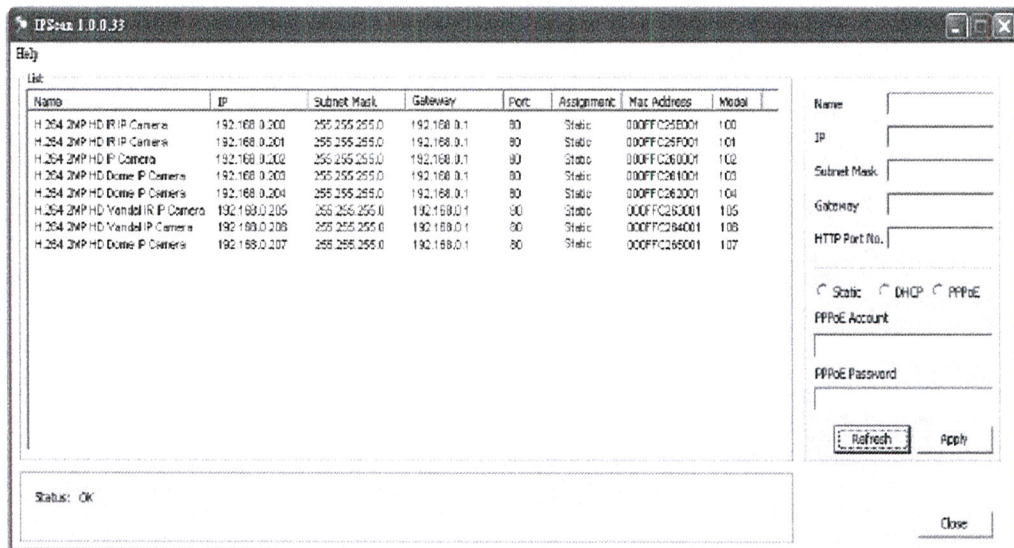 IPScan 1.0.0.33
Help
List
Name IP Subnet Mask Gateway Port Assignment Mac Address Model
H.264 2MP HD IR IP Camera 192.168.0.200 255.255.255.0 192.168.0.1 80 Static 000FFC25E001 100
H.264 2MP HD IR IP Camera 192.168.0.201 255.255.255.0 192.168.0.1 80 Static 000FFC25F001 101
H.264 2MP HD IP Camera 192.168.0.202 255.255.255.0 192.168.0.1 80 Static 000FFC260001 102
H.264 2MP HD Dome IP Camera 192.168.0.203 255.255.255.0 192.168.0.1 80 Static 000FFC261001 103
H.264 2MP HD Dome IP Camera 192.168.0.204 255.255.255.0 192.168.0.1 80 Static 000FFC262001 104
H.264 2MP HD Vandal IR IP Camera 192.168.0.205 255.255.255.0 192.168.0.1 80 Static 000FFC263001 105
H.264 2MP HD Vandal IP Camera 192.168.0.206 255.255.255.0 192.168.0.1 80 Static 000FFC264001 106
H.264 2MP HD Dome IP Camera 192.168.0.207 255.255.255.0 192.168.0.1 80 Static 000FFC265001 107
Name
IP
Subnet Mask
Gateway
HTTP Port No.
Static DHCP PPPoE
PPPoE Account
PPPoE Password
Refresh Apply
Status: OK
Close